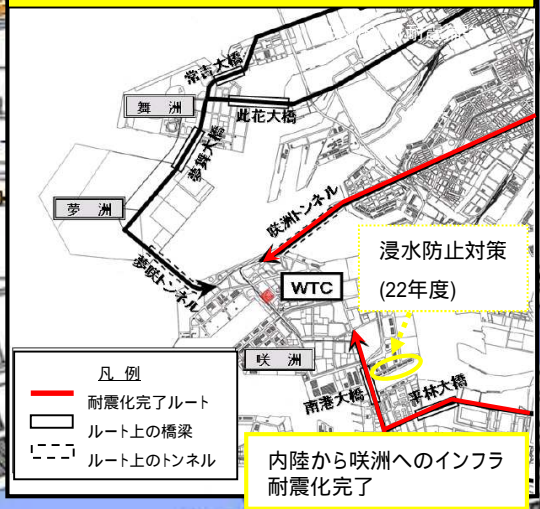 常吉大橋
舞 洲
此花大橋
夢舞大橋
夢 洲
咲洲トンネル
浸水防止対策
(22年度)
夢咲トンネル
WTC
咲 洲
南港大橋
平林大橋
凡 例
耐震化完了ルート
ルート上の橋梁
ルート上のトンネル
内陸から咲洲へのインフラ
耐震化完了